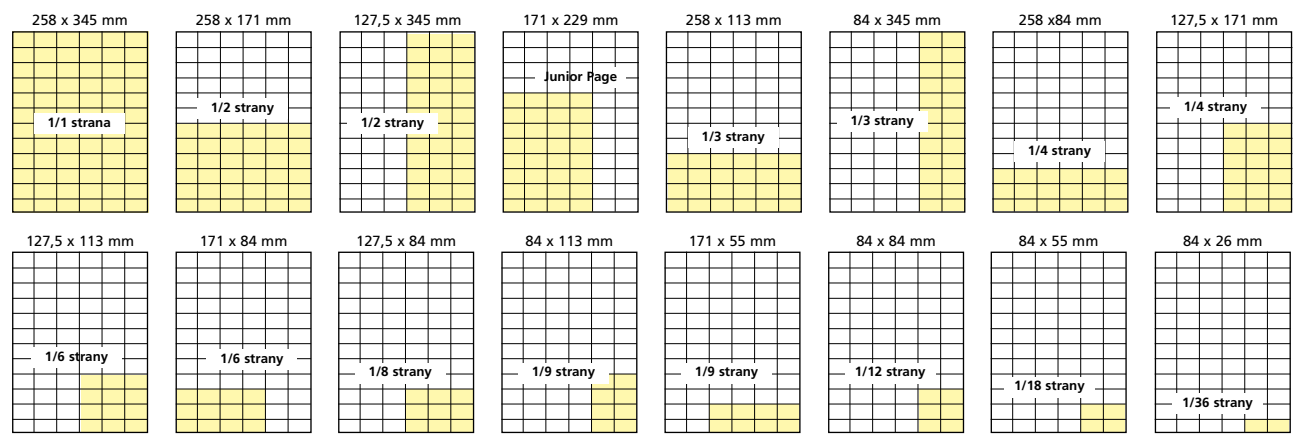 258 x 345 mm
258 x 171 mm
127,5 x 345 mm
171 x 229 mm
258 x 113 mm
84 x 345 mm
258 x84 mm
127,5 x 171 mm
1/1 strana
1/2 strany
1/2 strany
Junior Page
1/3 strany
1/3 strany
1/4 strany
1/4 strany
127,5 x 113 mm
171 x 84 mm
127,5 x 84 mm
84 x 113 mm
171 x 55 mm
84 x 84 mm
84 x 55 mm
84 x 26 mm
1/6 strany
1/6 strany
1/8 strany
1/9 strany
1/9 strany
1/12 strany
1/18 strany
1/36 strany